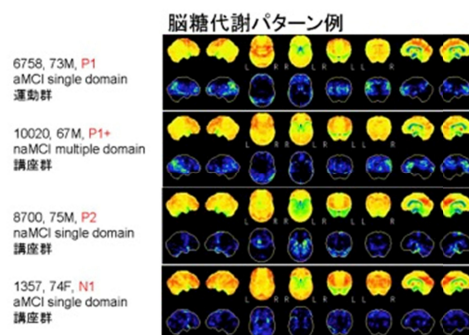 脳糖代謝パターン例
6758, 73M, P1
aMCI single domain
運動群
L R R L R L L R
10020, 67M, P1+
naMCI multiple domain
講座群
L R R L R L L R
8700, 75M, P2
naMCI single domain
講座群
L R R L R L L R
1357, 74F, N1
aMCI single domain
講座群
L R R L R L L R